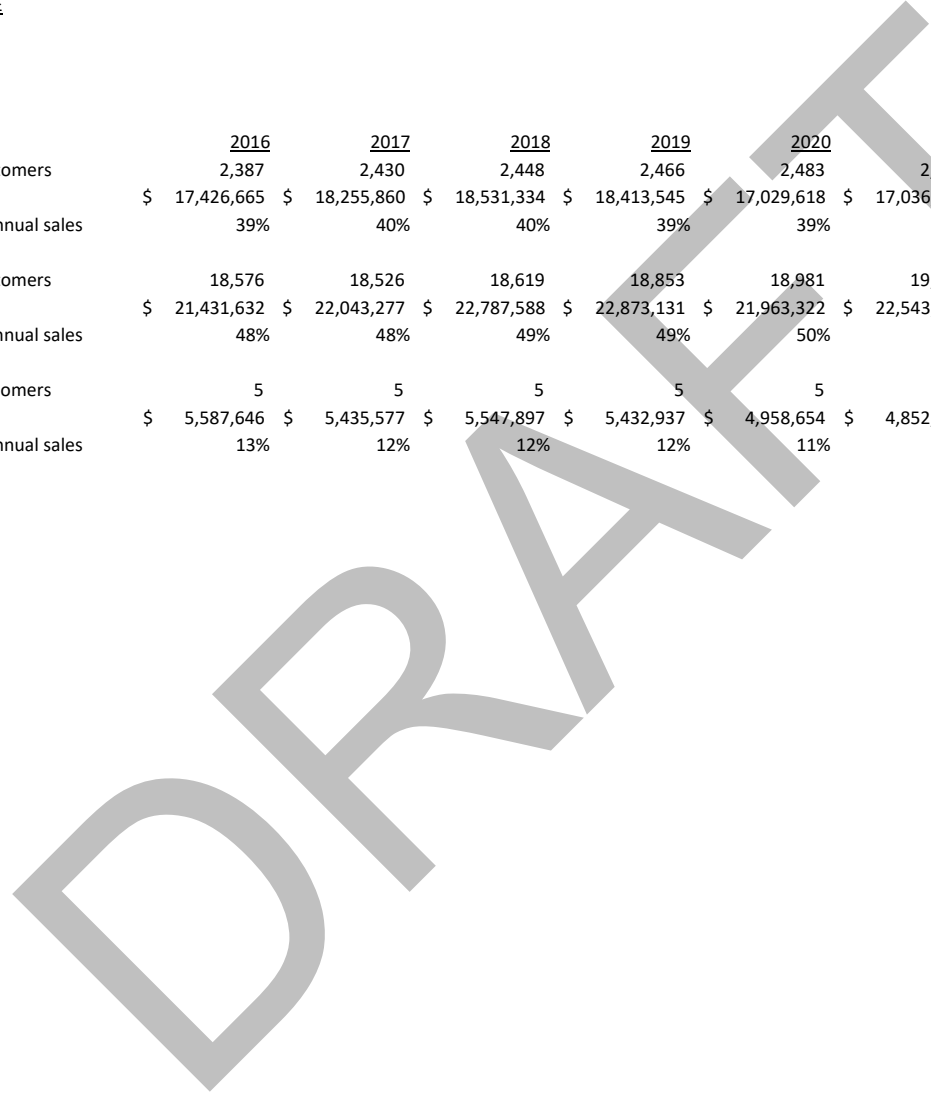 2016 2017 2018 2019 2020
omers 2,387 2,430 2,448 2,466 2,483 2,
$ 17,426,665 $ 18,255,860 $ 18,531,334 $ 18,413,545 $ 17,029,618 $ 17,036
nnual sales 39% 40% 40% 39% 39%
omers 18,576 18,526 18,619 18,853 18,981 19
$ 21,431,632 $ 22,043,277 $ 22,787,588 $ 22,873,131 $ 21,963,322 $ 22,543
nnual sales 48% 48% 49% 49% 50%
omers 5 5 5 5 5
$ 5,587,646 $ 5,435,577 $ 5,547,897 $ 5,432,937 $ 4,958,654 $ 4,852
nnual sales 13% 12% 12% 12% 11%
DRAFT